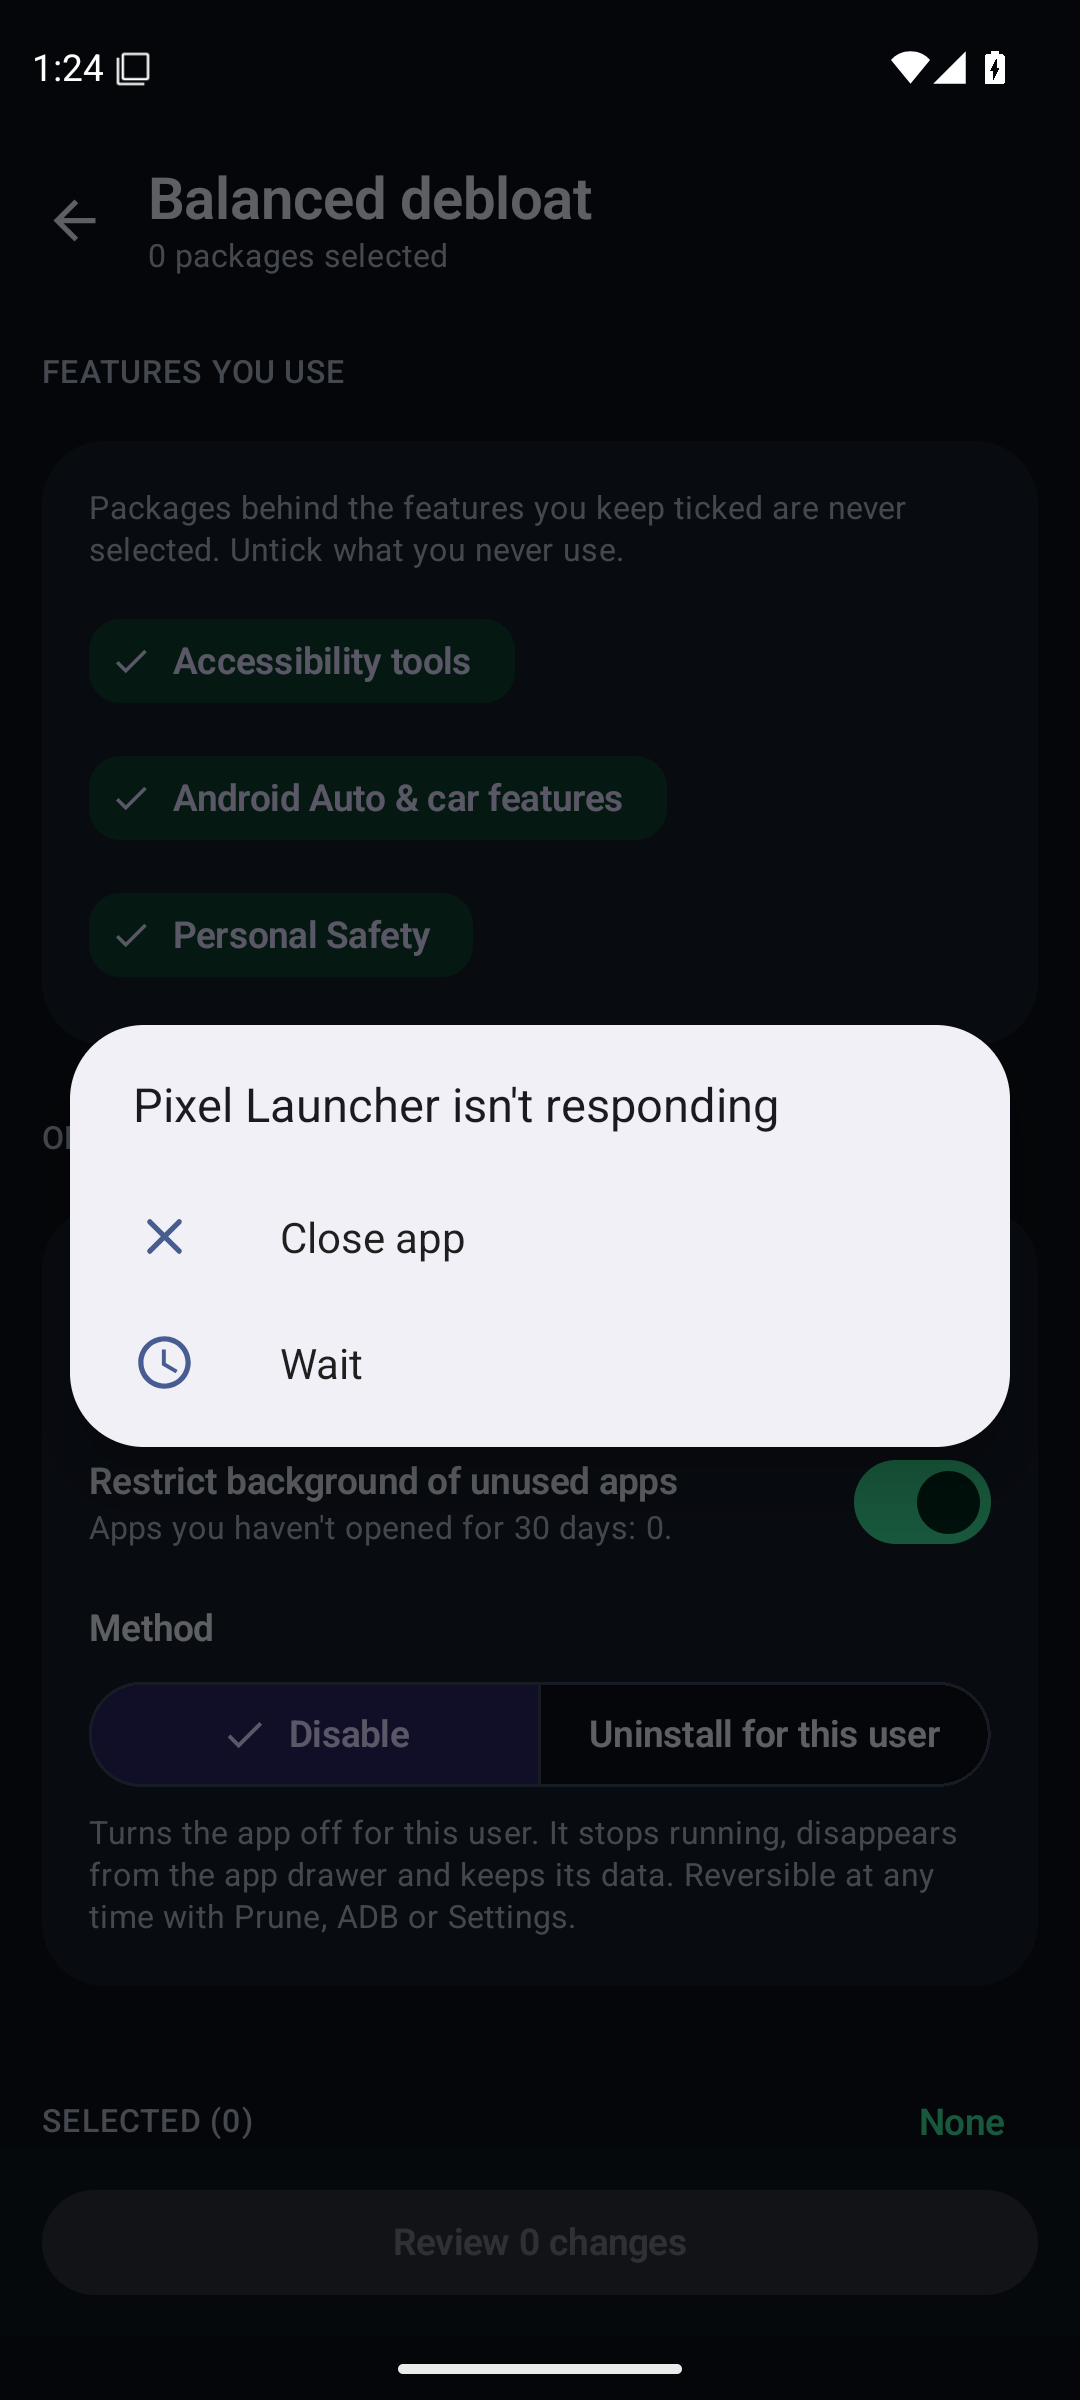 1:24
Balanced debloat
0 packages selected
FEATURES YOU USE
Packages behind the features you keep ticked are never
selected. Untick what you never use.
Accessibility tools
Android Auto & car features
Personal Safety
Pixel Launcher isn't responding
Close app
Wait
Restrict background of unused apps
Apps you haven't opened for 30 days: 0.
Method
Disable
Uninstall for this user
Turns the app off for this user. It stops running, disappears
from the app drawer and keeps its data. Reversible at any
time with Prune, ADB or Settings.
SELECTED (0)
None
Review 0 changes